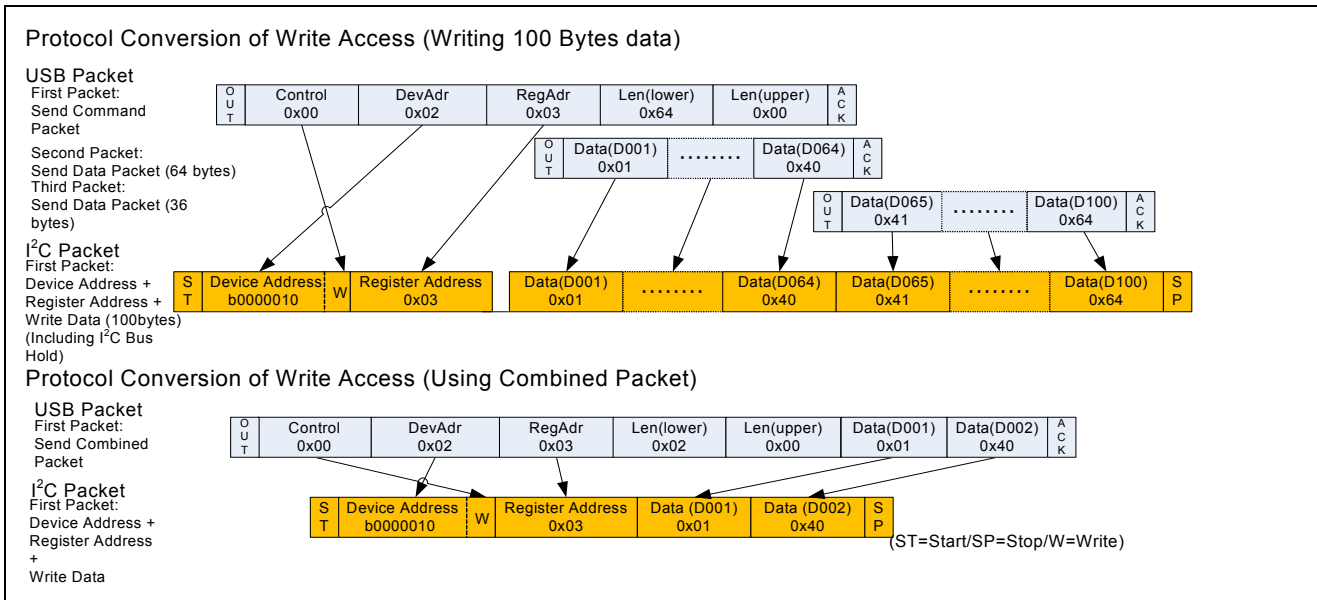 Protocol Conversion of Write Access (Writing 100 Bytes data)
USB Packet
First Packet:
Send Command
Packet
OUT Control DevAdr RegAdr Len(lower) Len(upper) ACK
0x00 0x02 0x03 0x64 0x00
Second Packet:
Send Data Packet (64 bytes)
OUT Data(D001) ········ Data(D064) ACK
0x01 0x40
Third Packet:
Send Data Packet (36
bytes)
OUT Data(D065) ········ Data(D100) ACK
0x41 0x64
I²C Packet
First Packet:
Device Address +
Register Address +
Write Data (100bytes)
(Including I²C Bus
Hold)
ST Device Address W Register Address Data(D001) ········ Data(D064) Data(D065) ········ Data(D100) SP
b0000010 0x03 0x01 0x40 0x41 0x64
Protocol Conversion of Write Access (Using Combined Packet)
USB Packet
First Packet:
Send Combined
Packet
OUT Control DevAdr RegAdr Len(lower) Len(upper) Data(D001) Data(D002) ACK
0x00 0x02 0x03 0x02 0x00 0x01 0x40
I²C Packet
First Packet:
Device Address +
Register Address
+
Write Data
ST Device Address W Register Address Data (D001) Data (D002) SP
b0000010 0x03 0x01 0x40
(ST=Start/SP=Stop/W=Write)